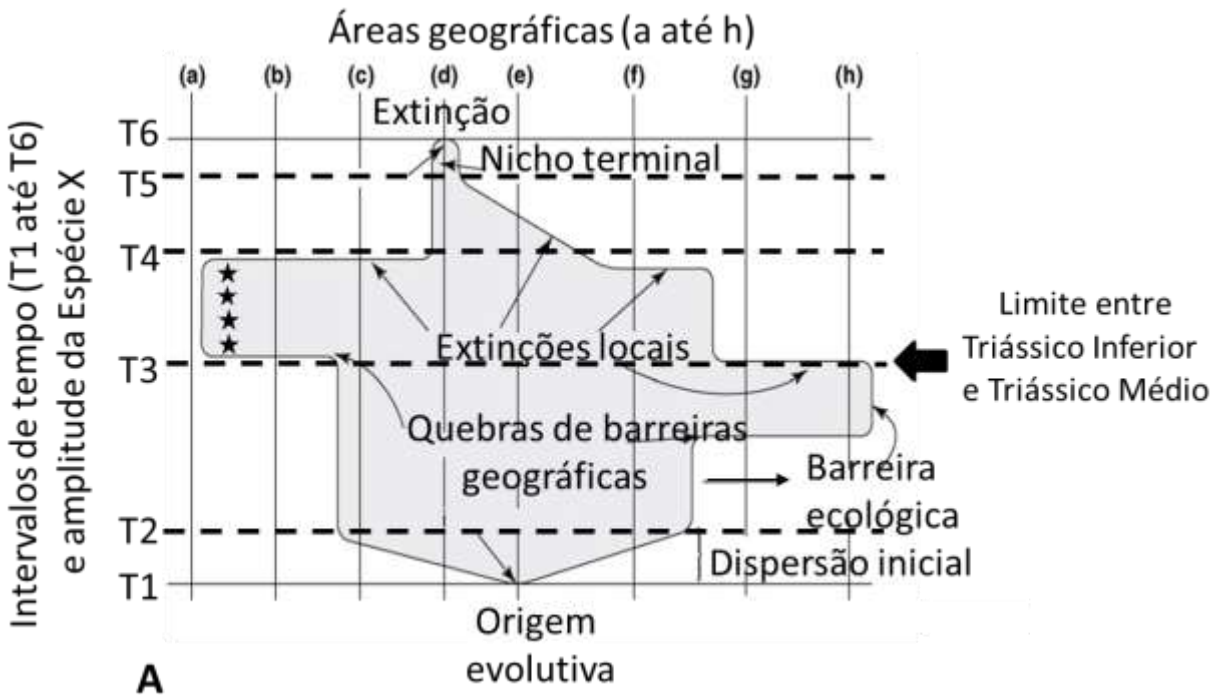 Áreas geográficas (a até h)
(a) (b) (c) (d) (e) (f) (g) (h)
Extinção
T6
Nicho terminal
T5
T4
Extinções locais
T3
Limite entre
Triássico Inferior
e Triássico Médio
Quebras de barreiras
geográficas
Barreira
ecológica
T2
Dispersão inicial
T1
Origem
evolutiva
Intervalos de tempo (T1 até T6)
e amplitude da Espécie X
A